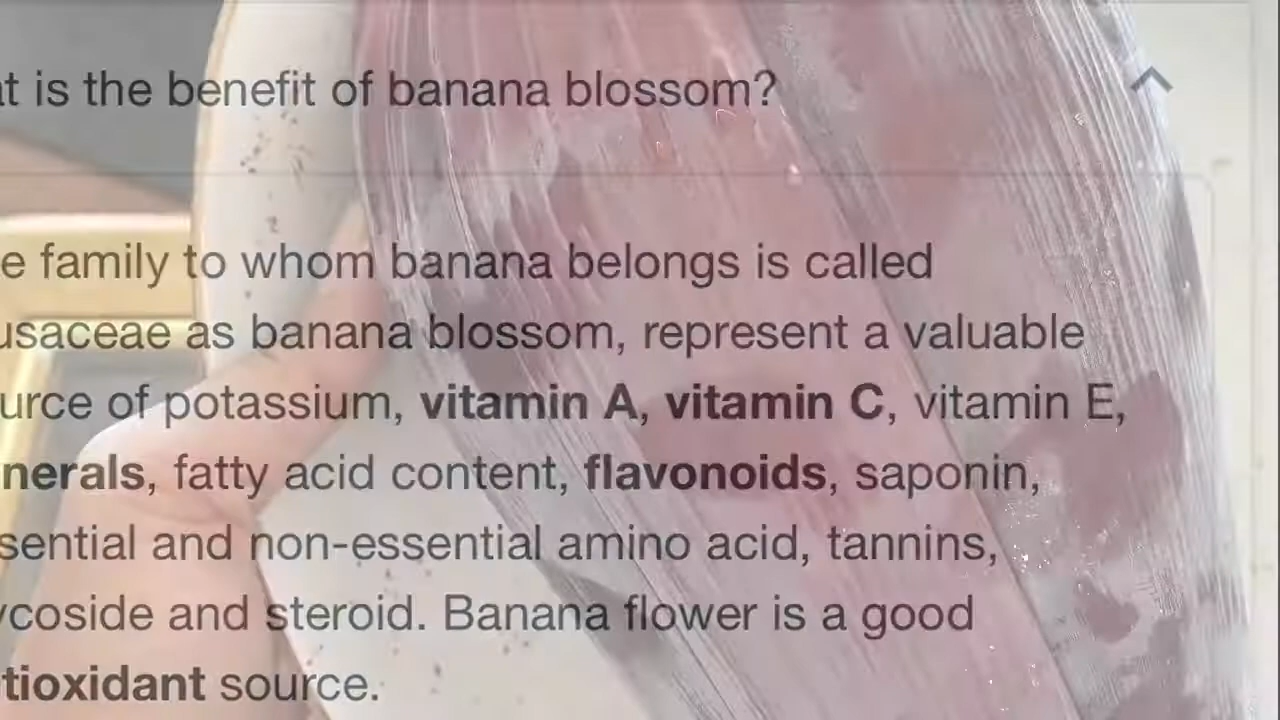 at is the benefit of banana blossom?
e family to whom banana belongs is called
usaceae as banana blossom, represent a valuable
urce of potassium, vitamin A, vitamin C, vitamin E,
nerals, fatty acid content, flavonoids, saponin,
sential and non-essential amino acid, tannins,
ycoside and steroid. Banana flower is a good
tioxidant source.